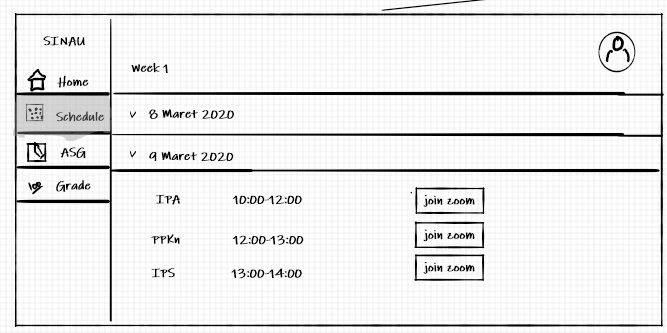 SINAU
Home
Schedule
ASG
100 Grade
Week 1
v 8 Maret 2020
v 9 Maret 2020
IPA 10:00-12:00 join zoom
PPKn 12:00-13:00 join zoom
IPS 13:00-14:00 join zoom